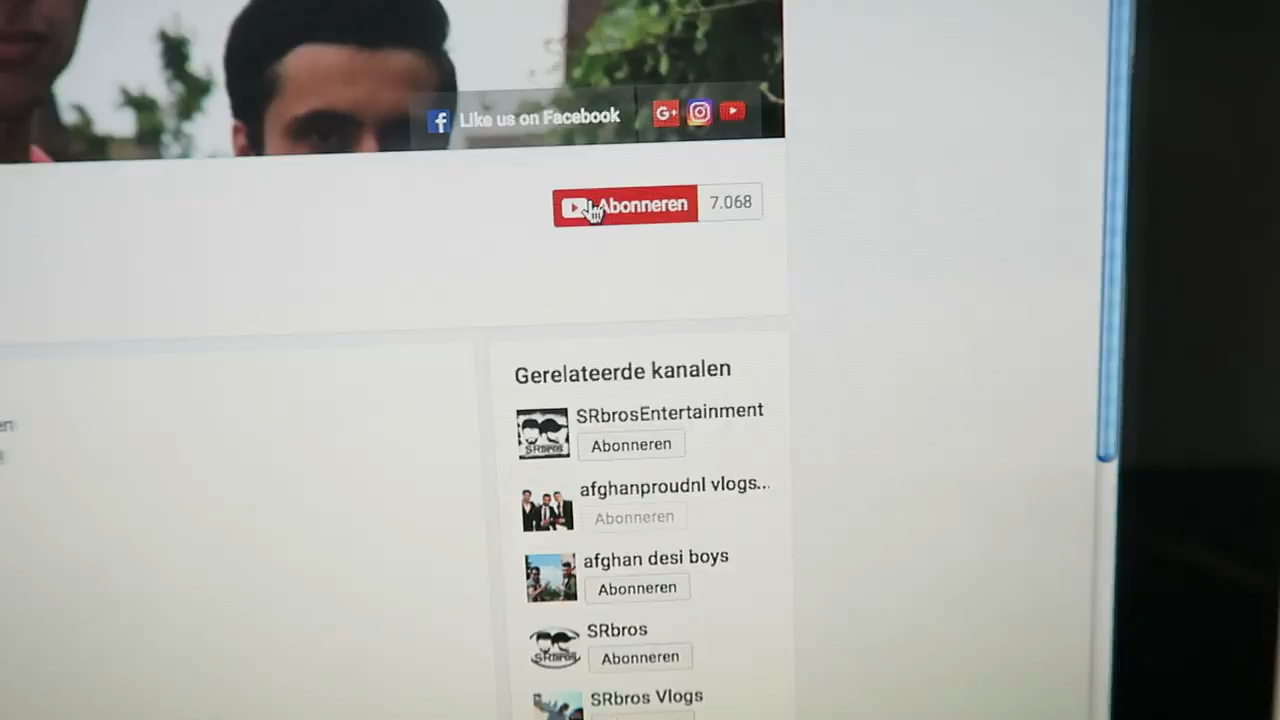 Like us on Facebook
G+
Abonneren 7.068
Gerelateerde kanalen
SRbrosEntertainment
Abonneren
afghanproudnl vlogs...
Abonneren
afghan desi boys
Abonneren
SRbros
Abonneren
SRbros Vlogs